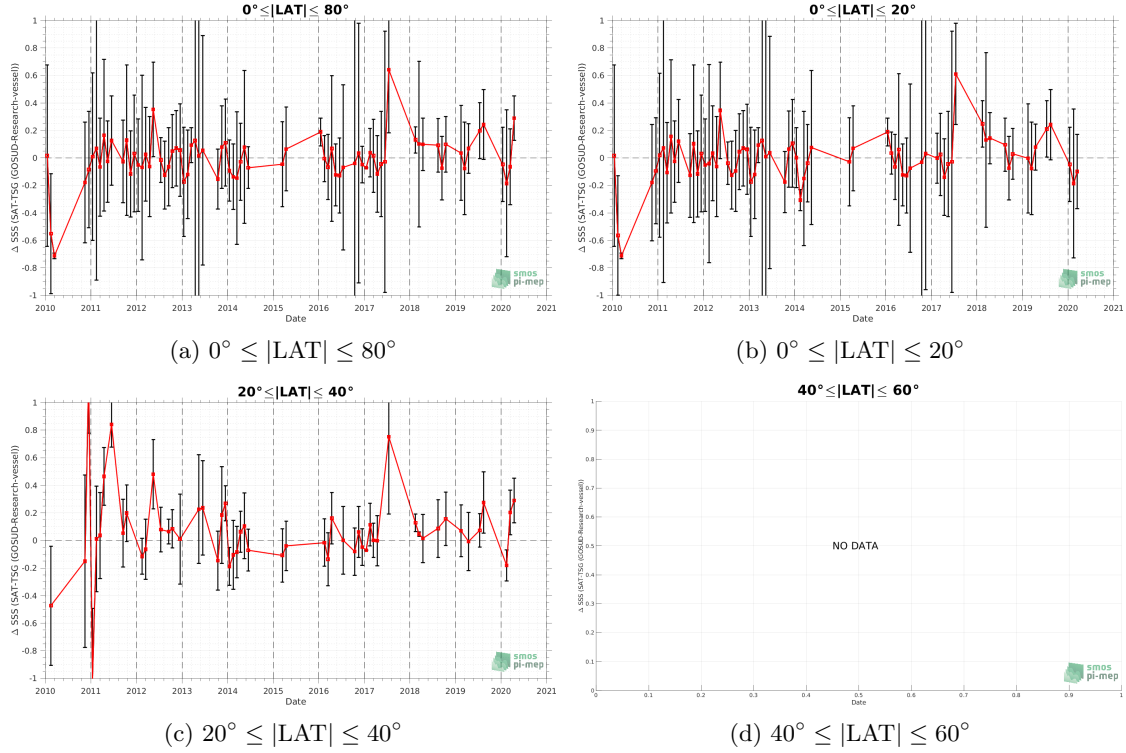 0°≤|LAT|≤ 80°
Δ SSS (SAT-TSG (GOSUD-Research-vessel))
1
0.8
0.6
0.4
0.2
0
-0.2
-0.4
-0.6
-0.8
-1
2010 2011 2012 2013 2014 2015 2016 2017 2018 2019 2020 2021
Date
smos
pi-mep
(a) 0° ≤ |LAT| ≤ 80°
0°≤|LAT|≤ 20°
Δ SSS (SAT-TSG (GOSUD-Research-vessel))
1
0.8
0.6
0.4
0.2
0
-0.2
-0.4
-0.6
-0.8
-1
2010 2011 2012 2013 2014 2015 2016 2017 2018 2019 2020 2021
Date
smos
pi-mep
(b) 0° ≤ |LAT| ≤ 20°
20°≤|LAT|≤ 40°
Δ SSS (SAT-TSG (GOSUD-Research-vessel))
1
0.8
0.6
0.4
0.2
0
-0.2
-0.4
-0.6
-0.8
-1
2010 2011 2012 2013 2014 2015 2016 2017 2018 2019 2020 2021
Date
smos
pi-mep
(c) 20° ≤ |LAT| ≤ 40°
40°≤|LAT|≤ 60°
Δ SSS (SAT-TSG (GOSUD-Research-vessel))
1
0.9
0.8
0.7
0.6
0.5
0.4
0.3
0.2
0.1
0
NO DATA
0 0.1 0.2 0.3 0.4 0.5 0.6 0.7 0.8 0.9 1
Date
smos
pi-mep
(d) 40° ≤ |LAT| ≤ 60°